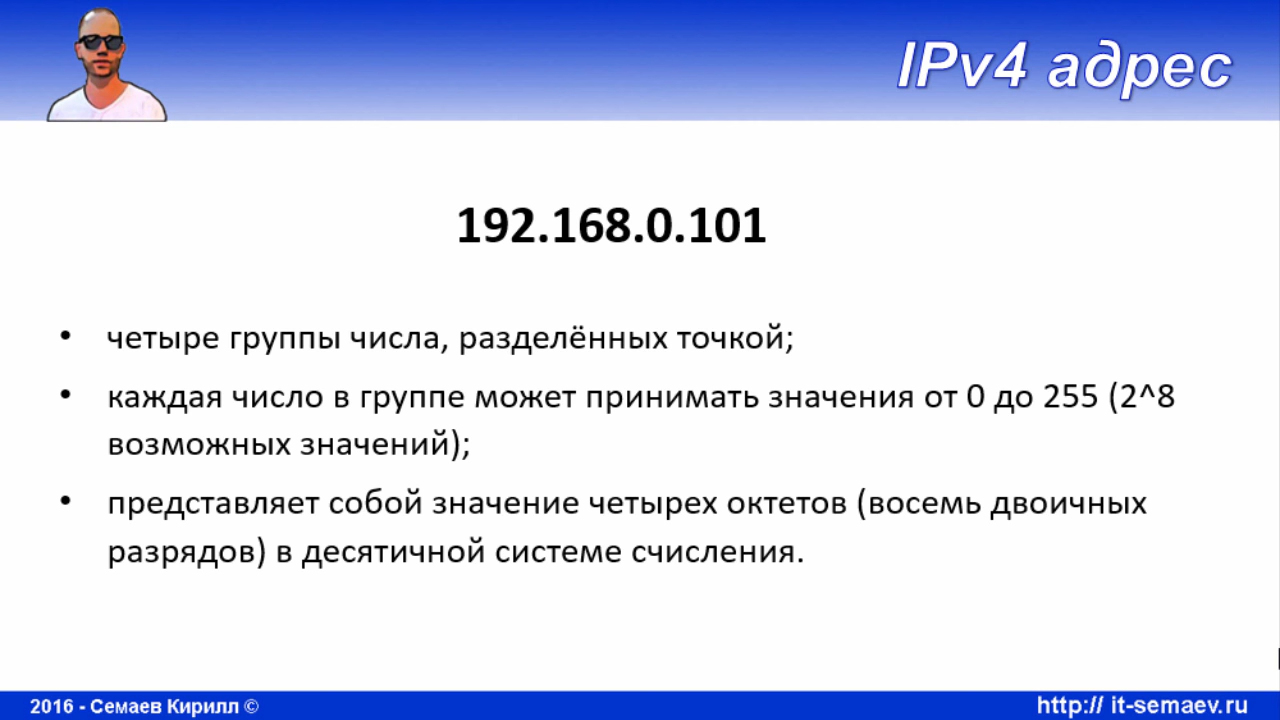 IPv4 адрес
192.168.0.101
• четыре группы числа, разделённых точкой;
• каждая число в группе может принимать значения от 0 до 255 (2^8
возможных значений);
• представляет собой значение четырех октетов (восемь двоичных
разрядов) в десятичной системе счисления.
2016 - Семаев Кирилл ©
http:// it-semaev.ru